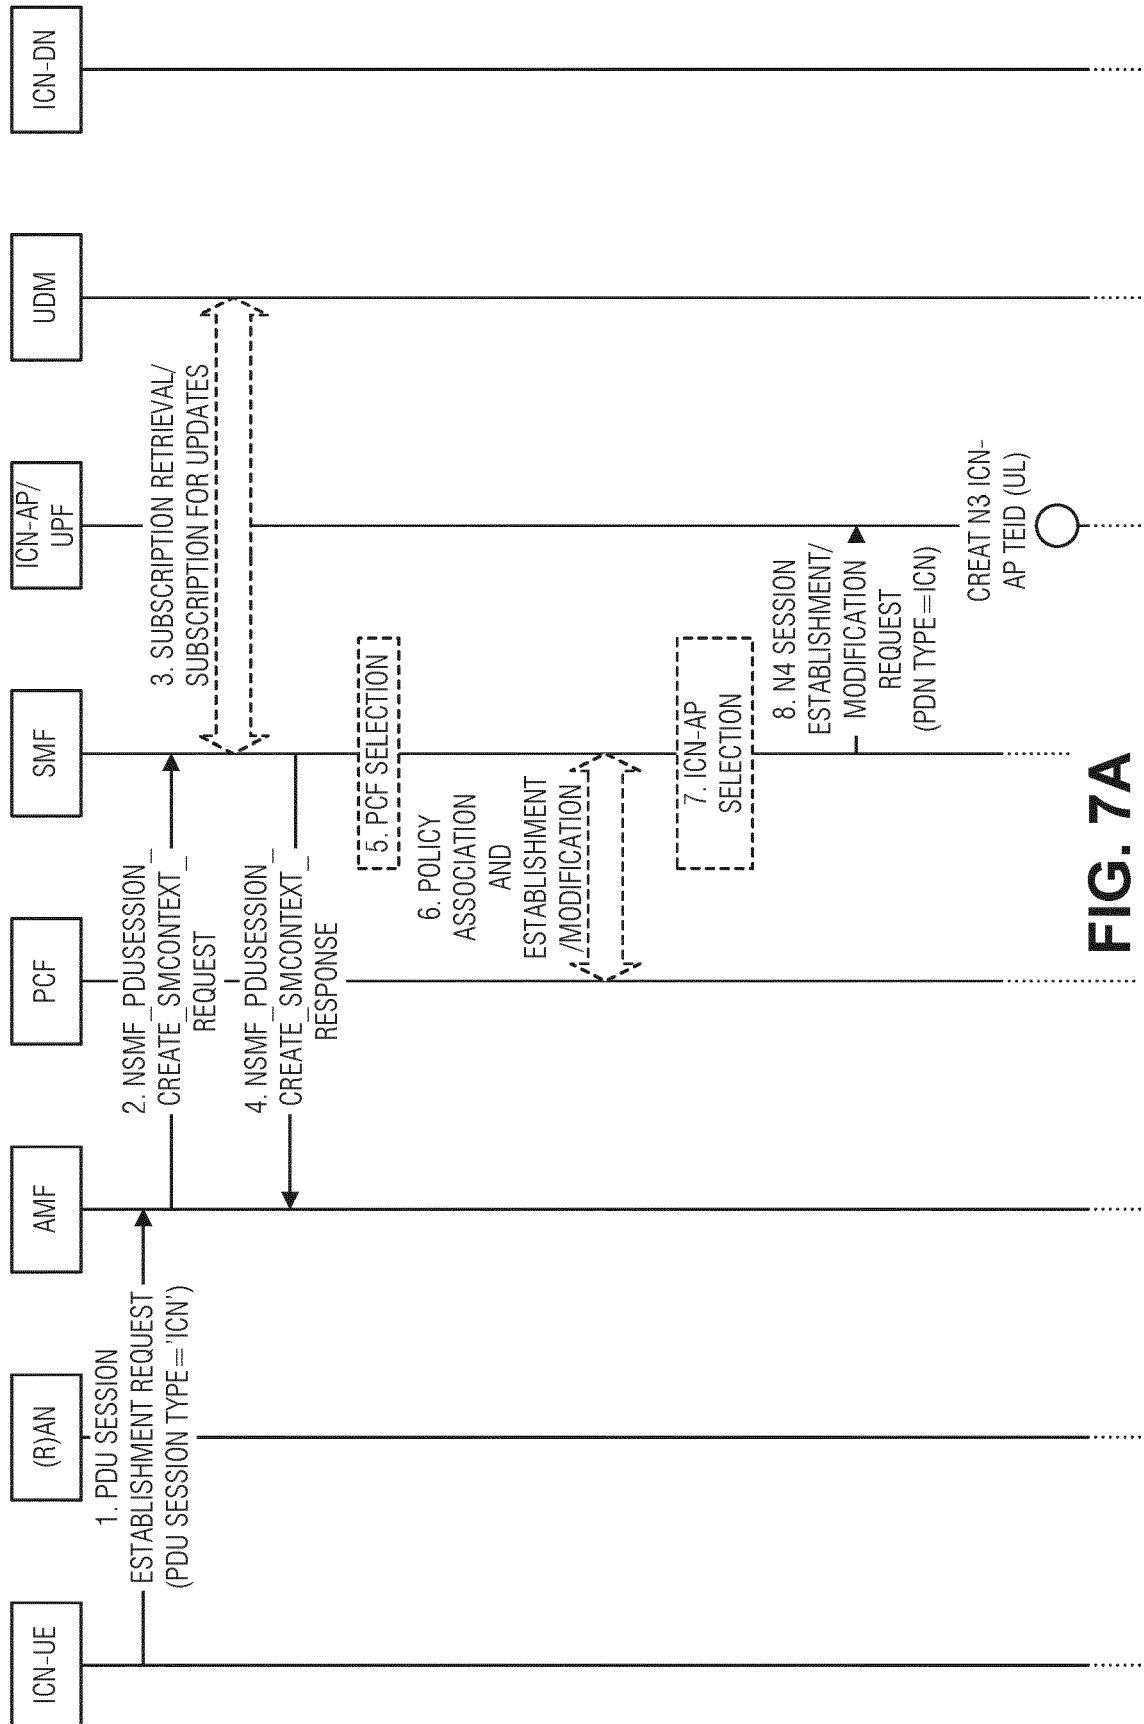 ICN-UE
(R)AN
AMF
PCF
SMF
ICN-AP/
UPF
UDM
ICN-DN
1. PDU SESSION
ESTABLISHMENT REQUEST
(PDU SESSION TYPE='ICN')
2. NSMF_PDUSESSION_
CREATE_SMCONTEXT_
REQUEST
3. SUBSCRIPTION RETRIEVAL/
SUBSCRIPTION FOR UPDATES
4. NSMF_PDUSESSION_
CREATE_SMCONTEXT_
RESPONSE
5. PCF SELECTION
6. POLICY
ASSOCIATION
AND
ESTABLISHMENT
/MODIFICATION
7. ICN-AP
SELECTION
8. N4 SESSION
ESTABLISHMENT/
MODIFICATION
REQUEST
(PDN TYPE=ICN)
CREAT N3 ICN-
AP TEID (UL)
FIG. 7A